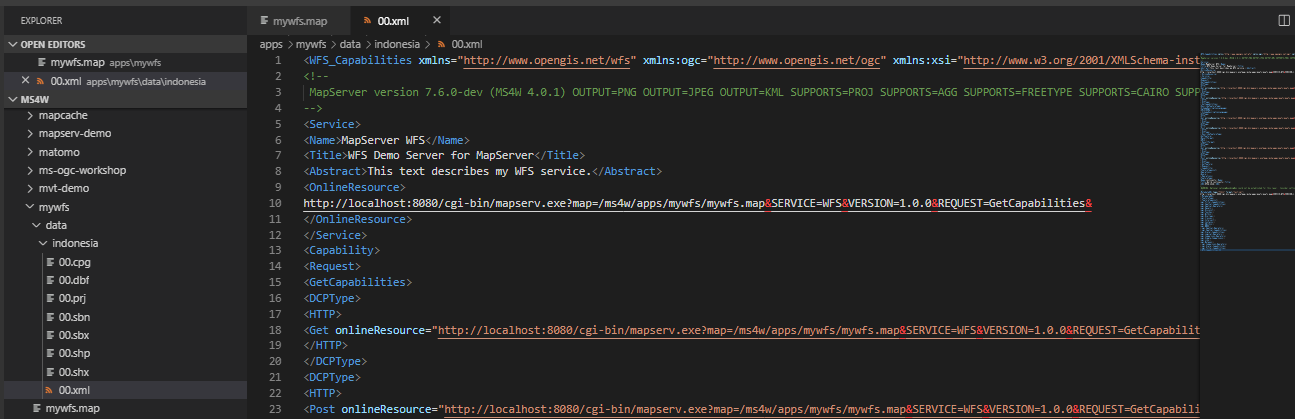 EXPLORER
OPEN EDITORS
mywfs.map apps\mywfs
00.xml apps\mywfs\data\indonesia
MS4W
mapcache
mapserv-demo
matomo
ms-ogc-workshop
mvt-demo
mywfs
data
indonesia
00.cpg
00.dbf
00.prj
00.sbn
00.sbx
00.shp
00.shx
00.xml
mywfs.map
mywfs.map
00.xml
apps > mywfs > data > indonesia > 00.xml
1 <WFS_Capabilities xmlns="http://www.opengis.net/wfs" xmlns:ogc="http://www.opengis.net/ogc" xmlns:xsi="http://www.w3.org/2001/XMLSchema-inst
2 <!--
3 MapServer version 7.6.0-dev (MS4W 4.0.1) OUTPUT=PNG OUTPUT=JPEG OUTPUT=KML SUPPORTS=PROJ SUPPORTS=AGG SUPPORTS=FREETYPE SUPPORTS=CAIRO SUPP
4 -->
5 <Service>
6 <Name>MapServer WFS</Name>
7 <Title>WFS Demo Server for MapServer</Title>
8 <Abstract>This text describes my WFS service.</Abstract>
9 <OnlineResource>
10 http://localhost:8080/cgi-bin/mapserv.exe?map=/ms4w/apps/mywfs/mywfs.map&SERVICE=WFS&VERSION=1.0.0&REQUEST=GetCapabilities&
11 </OnlineResource>
12 </Service>
13 <Capability>
14 <Request>
15 <GetCapabilities>
16 <DCPType>
17 <HTTP>
18 <Get onlineResource="http://localhost:8080/cgi-bin/mapserv.exe?map=/ms4w/apps/mywfs/mywfs.map&SERVICE=WFS&VERSION=1.0.0&REQUEST=GetCapabilit
19 </HTTP>
20 </DCPType>
21 <DCPType>
22 <HTTP>
23 <Post onlineResource="http://localhost:8080/cgi-bin/mapserv.exe?map=/ms4w/apps/mywfs/mywfs.map&SERVICE=WFS&VERSION=1.0.0&REQUEST=GetCapabili